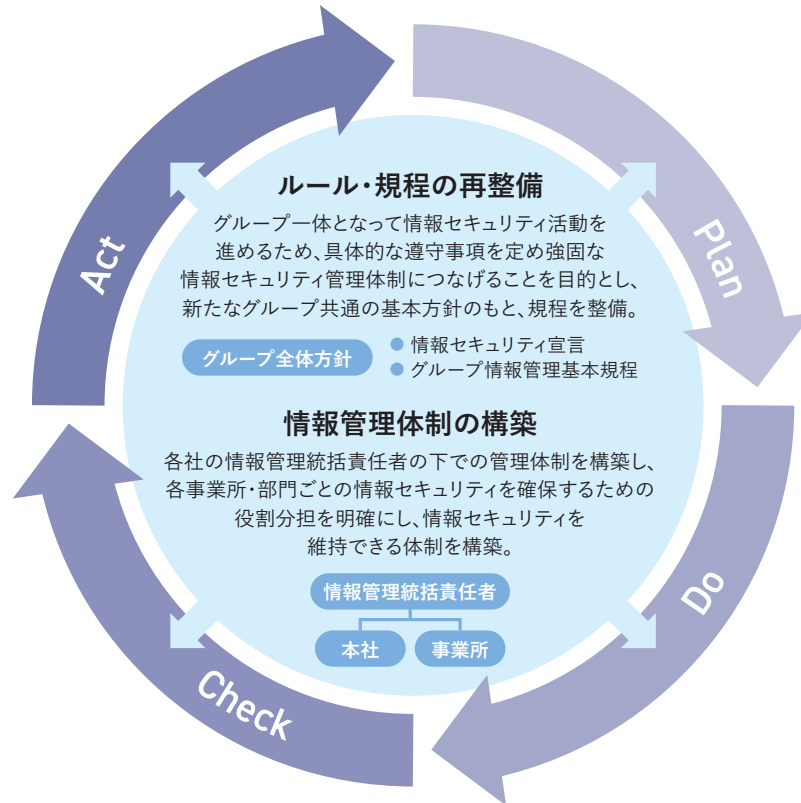 Act
Plan
ルール・規程の再整備
グループ一体となって情報セキュリティ活動を
進めるため、具体的な遵守事項を定め強固な
情報セキュリティ管理体制につなげることを目的とし、
新たなグループ共通の基本方針のもと、規程を整備。
グループ全体方針
● 情報セキュリティ宣言
● グループ情報管理基本規程
情報管理体制の構築
各社の情報管理統括責任者の下での管理体制を構築し、
各事業所・部門ごとの情報セキュリティを確保するための
役割分担を明確にし、情報セキュリティを
維持できる体制を構築。
情報管理統括責任者
本社 事業所
Do
Check